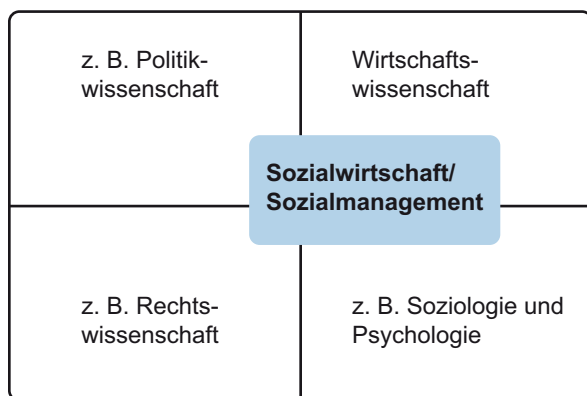 z. B. Politik-
wissenschaft
Wirtschafts-
wissenschaft
Sozialwirtschaft/
Sozialmanagement
z. B. Rechts-
wissenschaft
z. B. Soziologie und
Psychologie